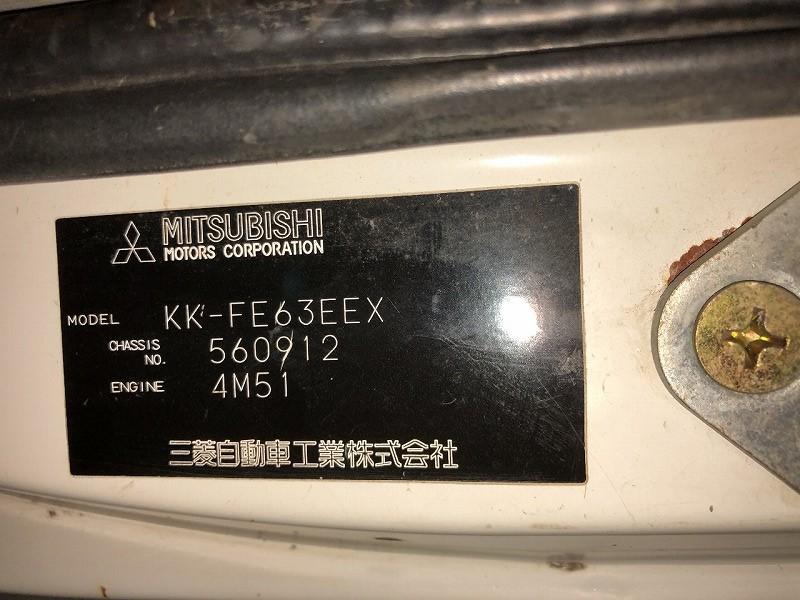 MITSUBISHI
MOTORS CORPORATION
MODEL KK-FE63EEX
CHASSIS NO. 560912
ENGINE 4M51
三菱自動車工業株式会社